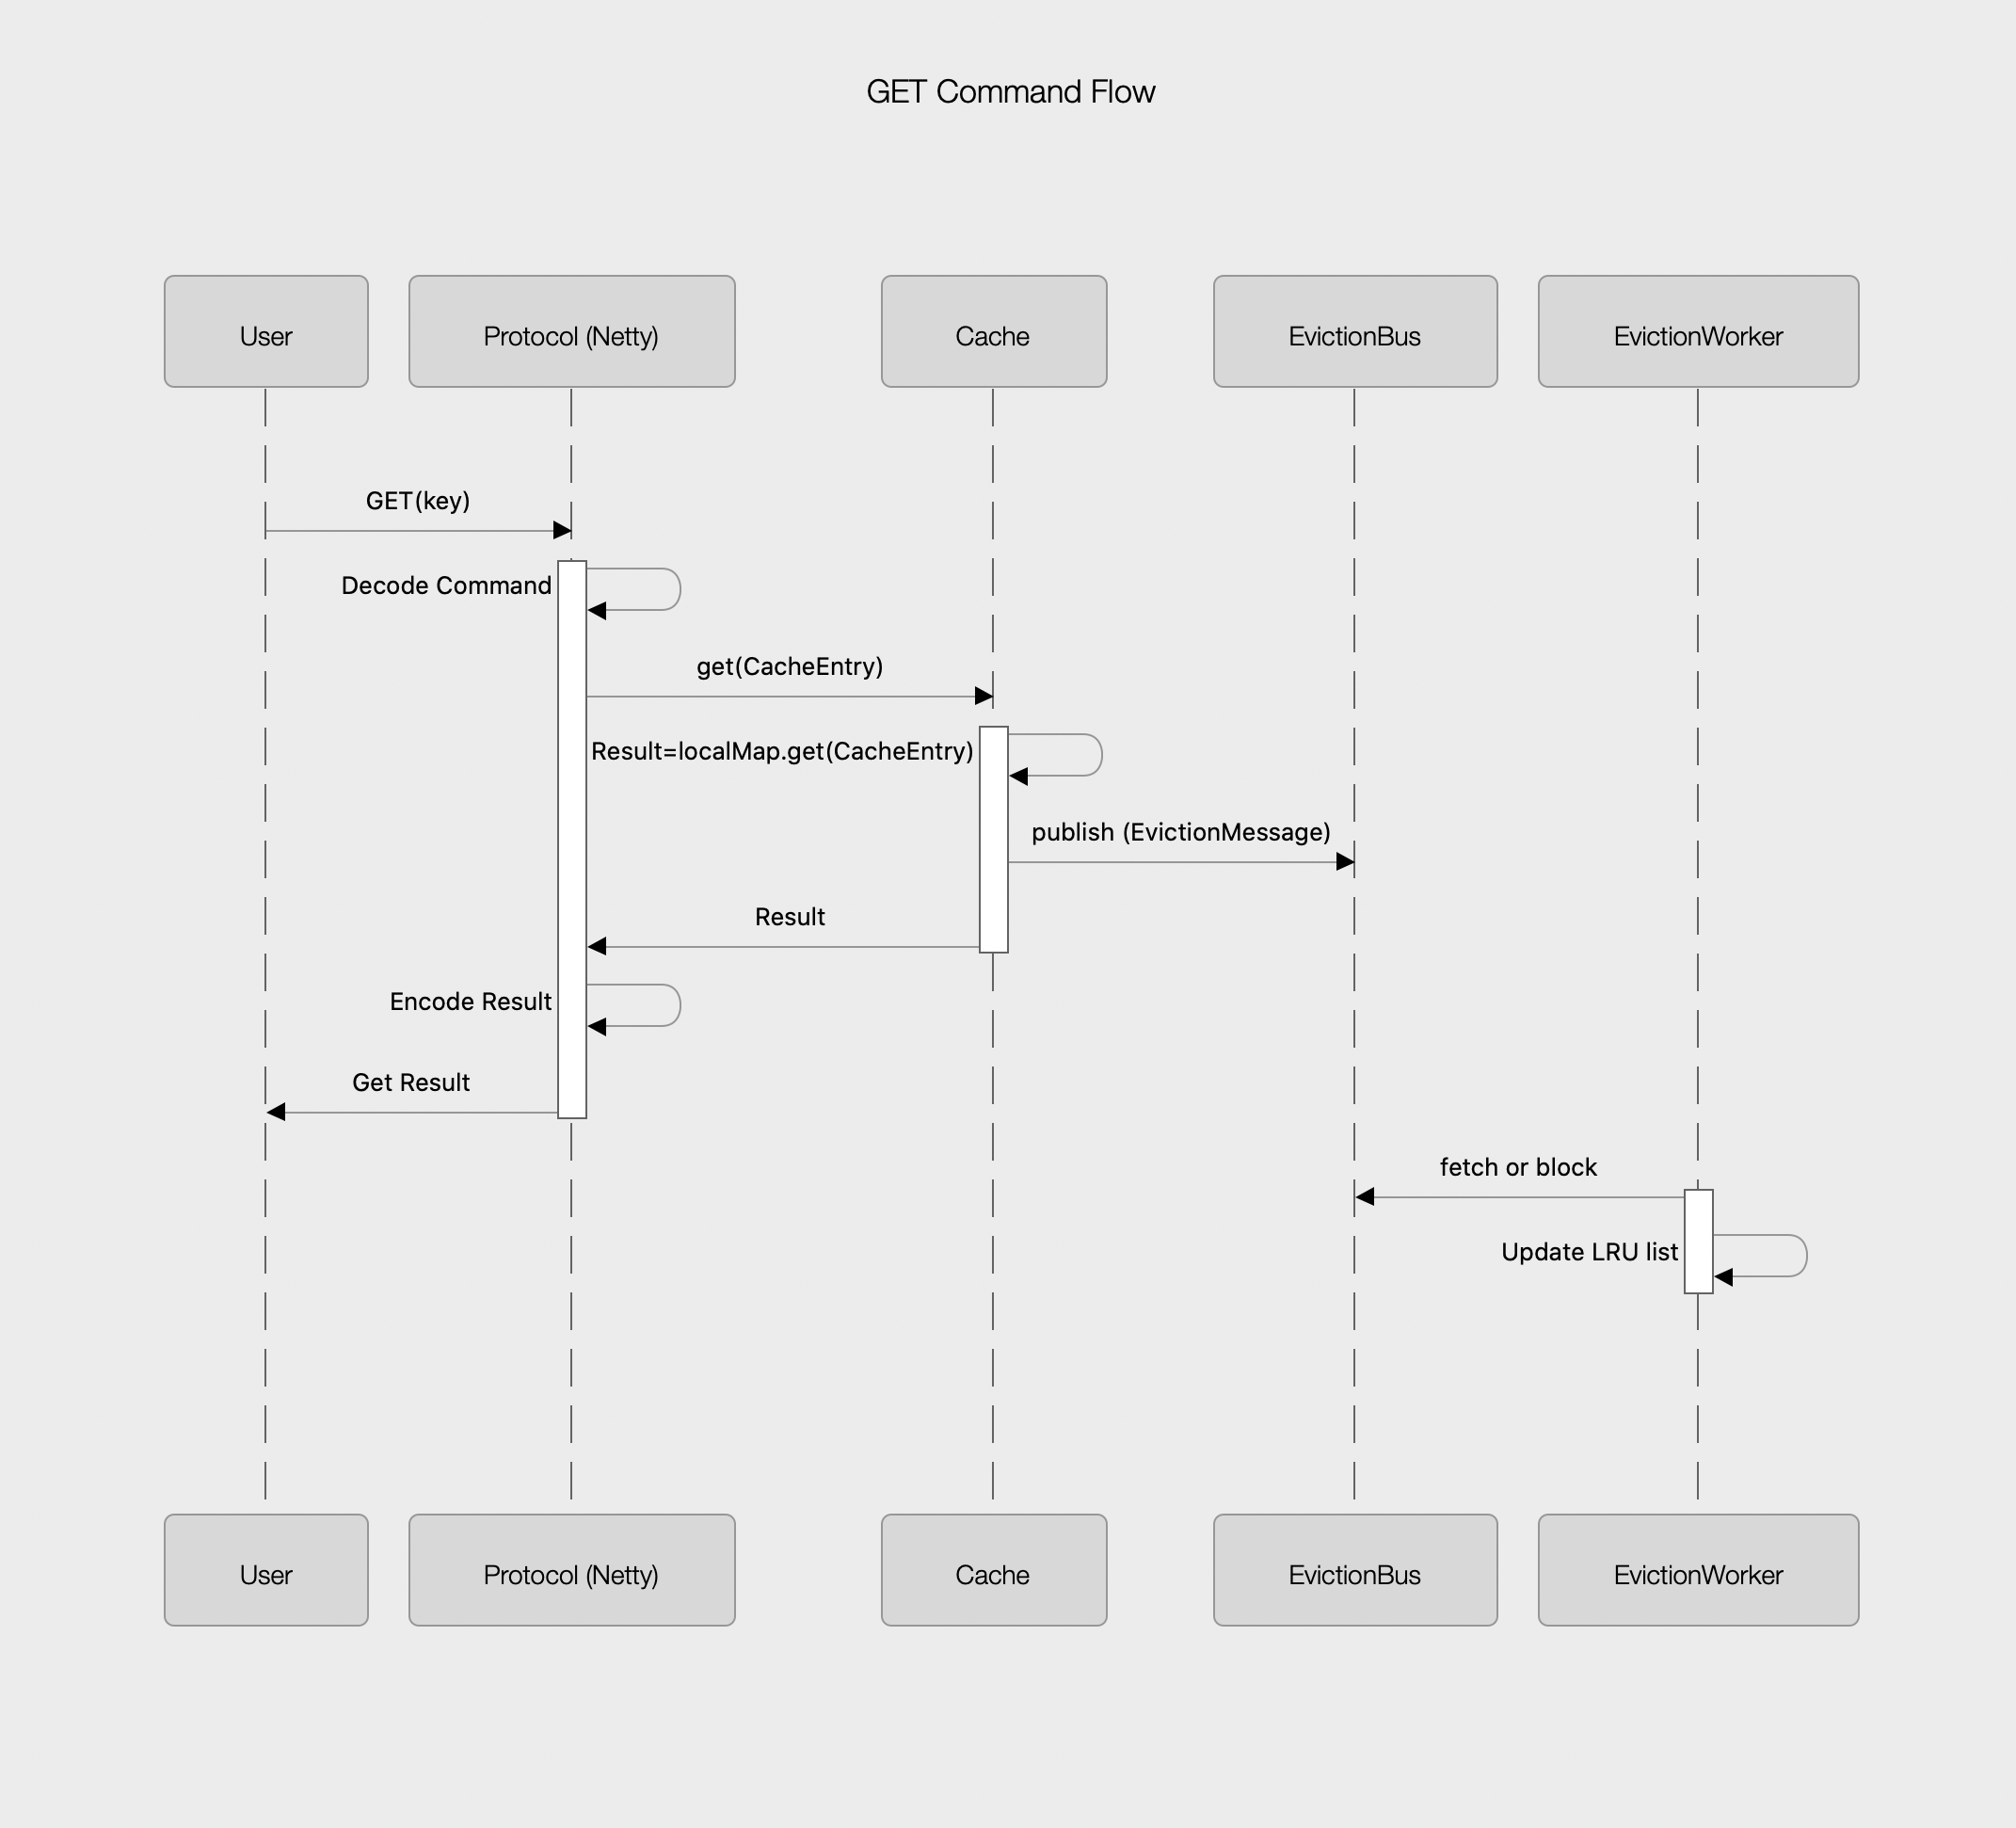 GET Command Flow
User
Protocol (Netty)
Cache
EvictionBus
EvictionWorker
GET(key)
Decode Command
get(CacheEntry)
Result=localMap.get(CacheEntry)
publish (EvictionMessage)
Result
Encode Result
Get Result
fetch or block
Update LRU list
User
Protocol (Netty)
Cache
EvictionBus
EvictionWorker